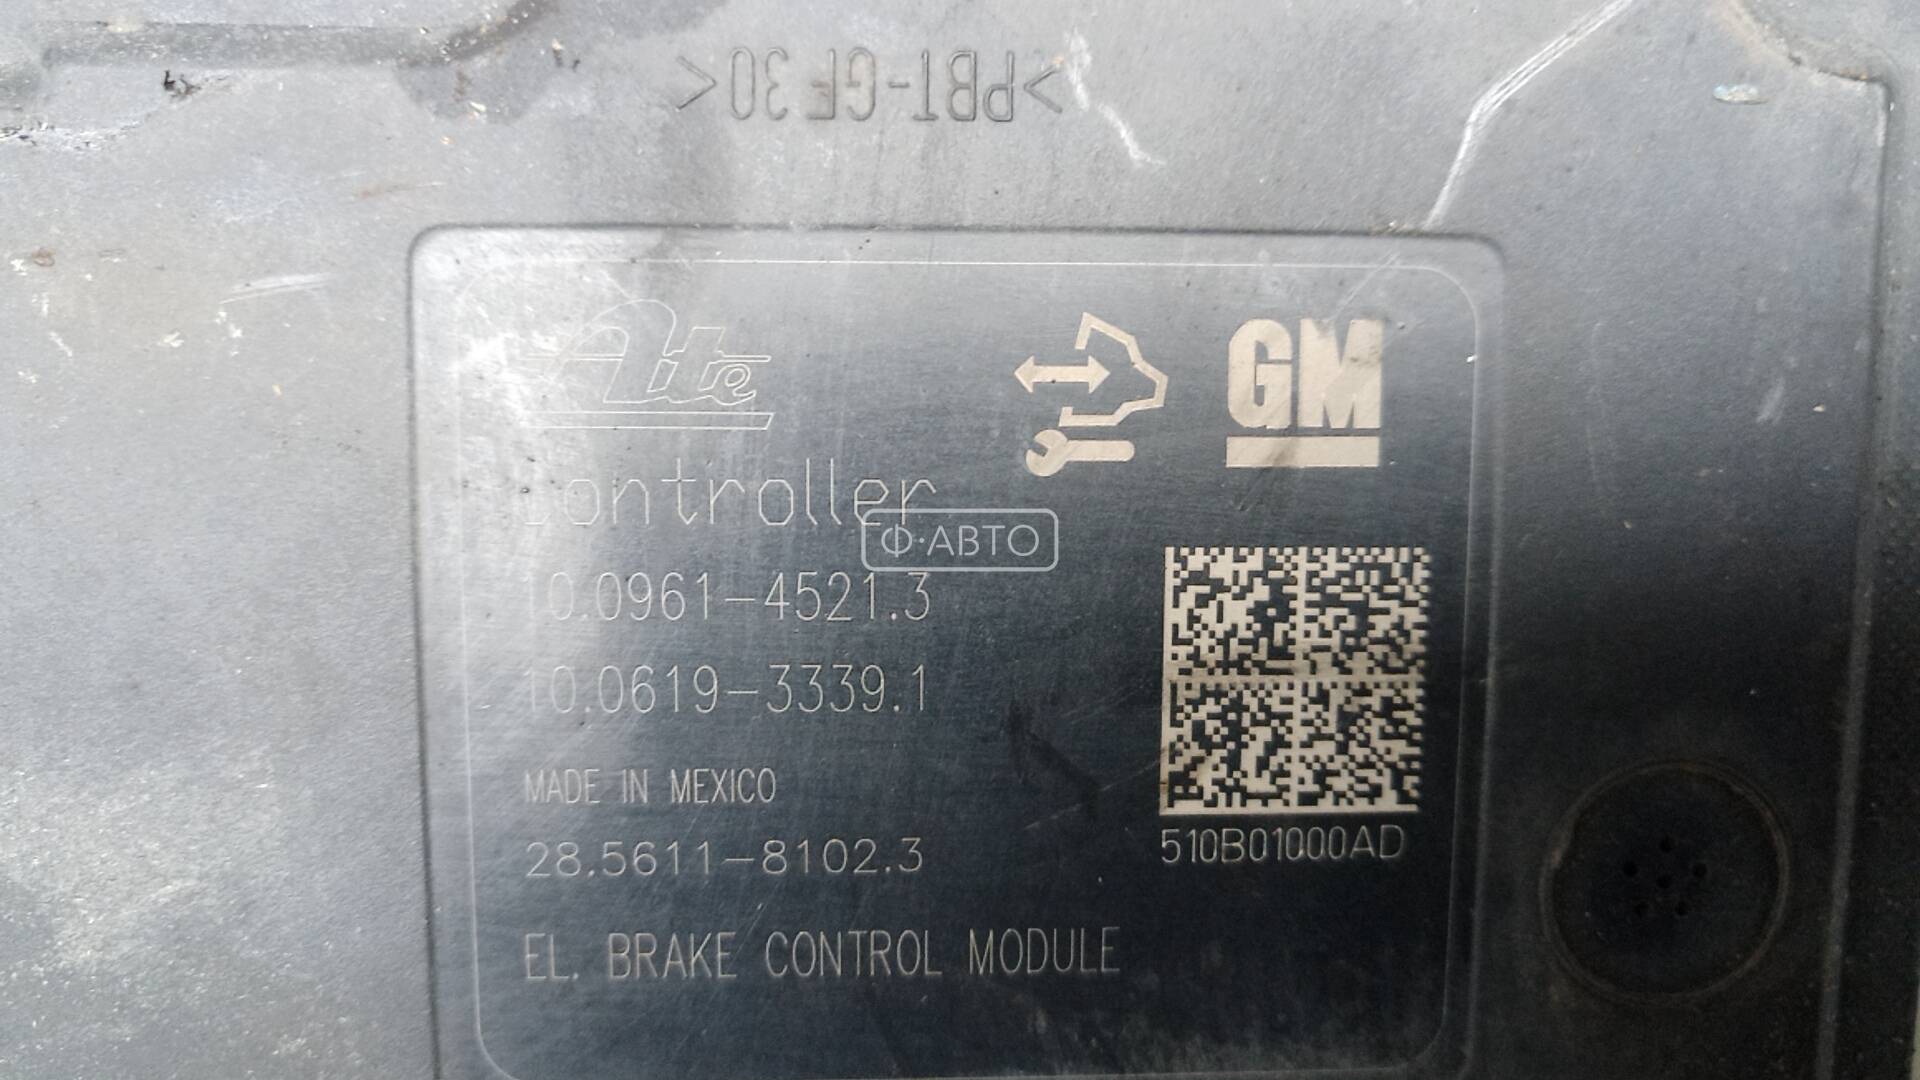 >PBT-GF30<
Ate
GM
Controller
Ф·АВТО
10.0961-4521.3
10.0619-3339.1
MADE IN MEXICO
28.5611-8102.3
510B01000AD
EL. BRAKE CONTROL MODULE